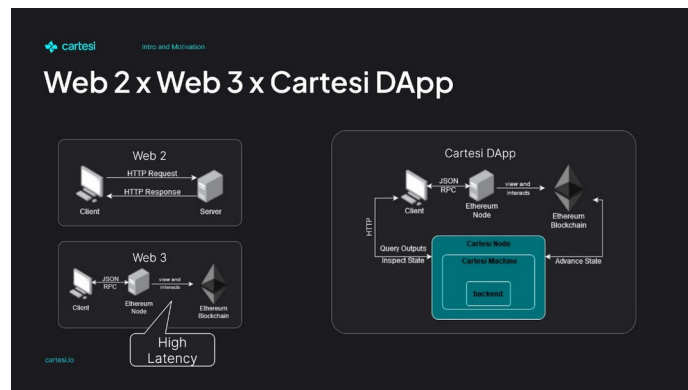 cartesi
Intro and Motivation
Web 2 x Web 3 x Cartesi DApp
Web 2
HTTP Request
HTTP Response
Client
Server
Web 3
JSON
RPC
view and
interacts
Client
Ethereum
Node
Ethereum
Blockchain
High
Latency
Cartesi DApp
JSON
RPC
view and
interacts
Client
Ethereum
Node
Ethereum
Blockchain
HTTP
Query Outputs
Inspect State
Cartesi Node
Cartesi Machine
backend
Advance State
cartesi.io